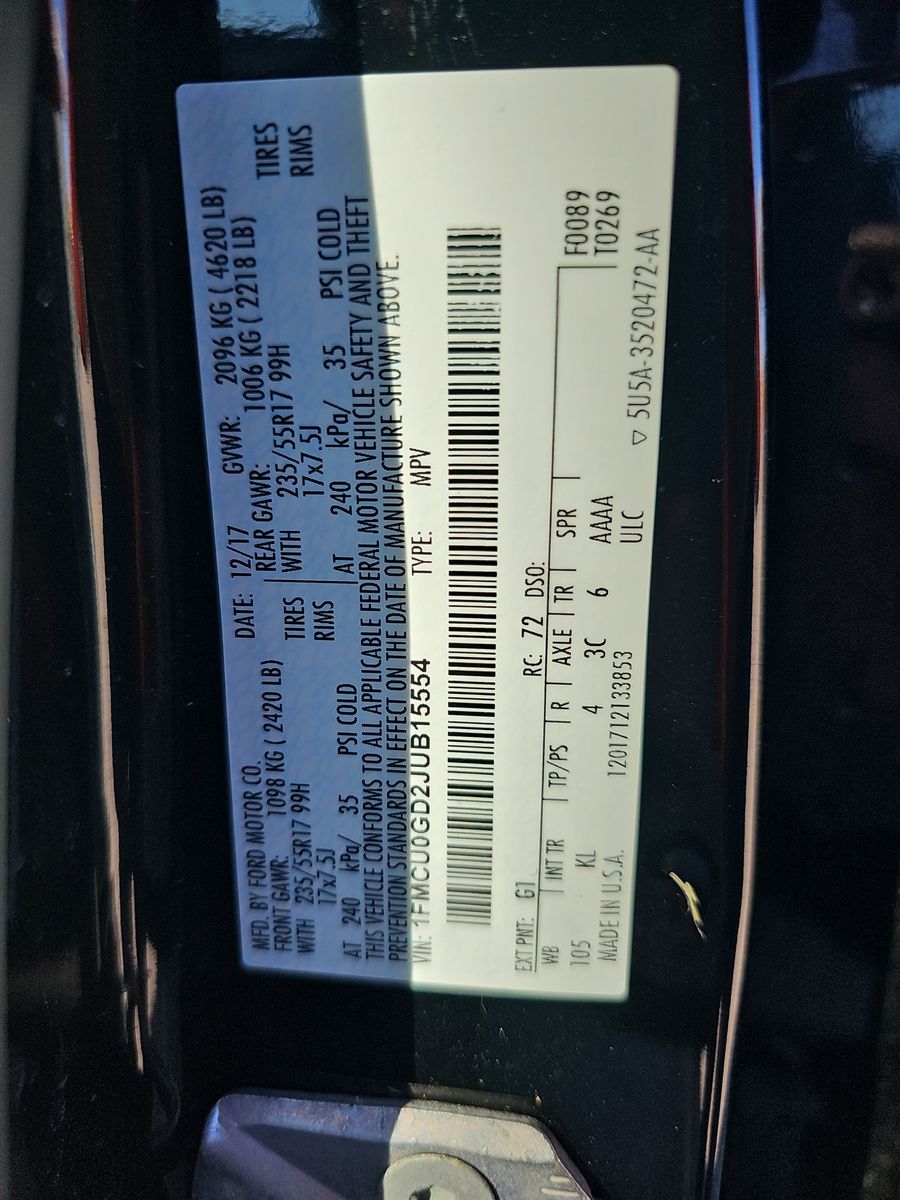 MFD. BY FORD MOTOR CO. DATE: 12/17 GVWR: 2096 KG ( 4620 LB)
FRONT GAWR: 1098 KG ( 2420 LB) REAR GAWR: 1006 KG ( 2218 LB)
WITH 235/55R17 99H TIRES WITH 235/55R17 99H TIRES
17x7.5J RIMS 17x7.5J RIMS
AT 240 kPa/ 35 PSI COLD AT 240 kPa/ 35 PSI COLD
THIS VEHICLE CONFORMS TO ALL APPLICABLE FEDERAL MOTOR VEHICLE SAFETY AND THEFT
PREVENTION STANDARDS IN EFFECT ON THE DATE OF MANUFACTURE SHOWN ABOVE.
VIN: 1FMCU0GD2JUB15554 TYPE: MPV
EXT PNT: G1 RC: 72 DSO: F0089
WB INT TR TP/PS R AXLE TR SPR T0269
105 KL 4 3C 6 AAAA
MADE IN U.S.A. 120171213​3853 ULC
▽ 5U5A-3520472-AA